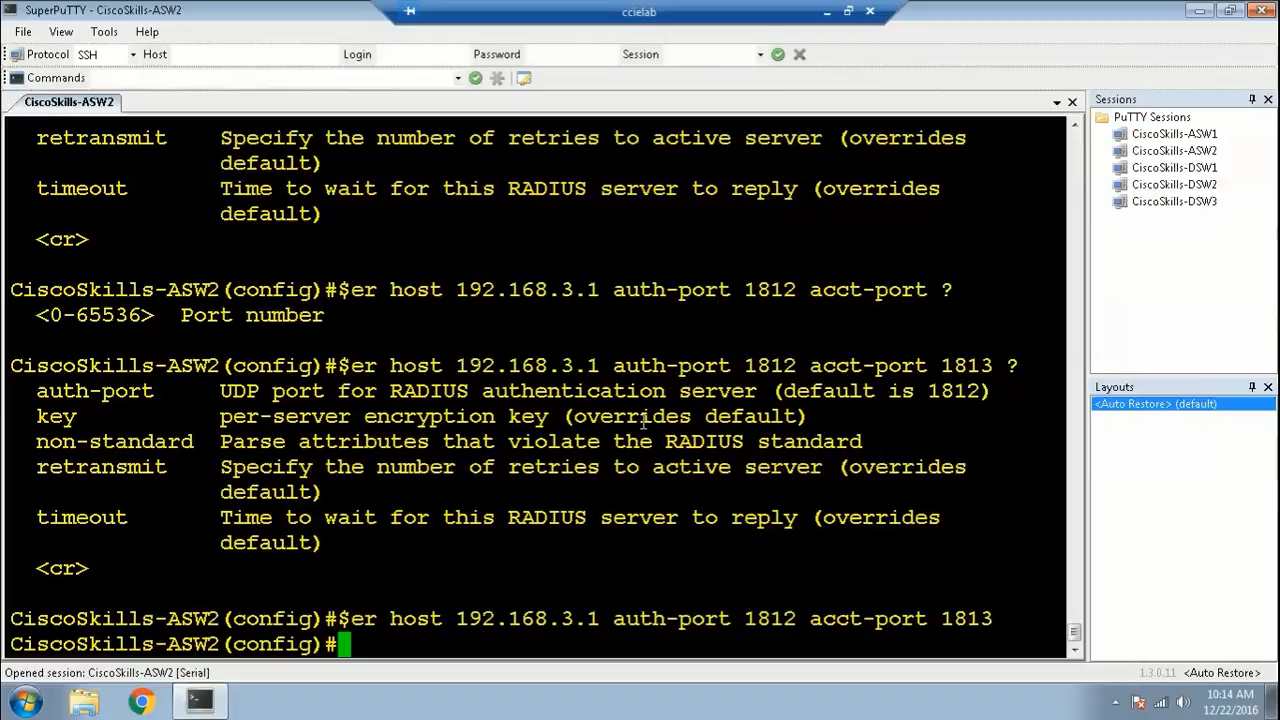 SuperPuTTY - CiscoSkills-ASW2
ccielab
File View Tools Help
Protocol SSH Host Login Password Session
Commands
CiscoSkills-ASW2
retransmit Specify the number of retries to active server (overrides
default)
timeout Time to wait for this RADIUS server to reply (overrides
default)
<cr>
CiscoSkills-ASW2(config)#$er host 192.168.3.1 auth-port 1812 acct-port ?
<0-65536> Port number
CiscoSkills-ASW2(config)#$er host 192.168.3.1 auth-port 1812 acct-port 1813 ?
auth-port UDP port for RADIUS authentication server (default is 1812)
key per-server encryption key (overrides default)
non-standard Parse attributes that violate the RADIUS standard
retransmit Specify the number of retries to active server (overrides
default)
timeout Time to wait for this RADIUS server to reply (overrides
default)
<cr>
CiscoSkills-ASW2(config)#$er host 192.168.3.1 auth-port 1812 acct-port 1813
CiscoSkills-ASW2(config)#
Sessions
PuTTY Sessions
CiscoSkills-ASW1
CiscoSkills-ASW2
CiscoSkills-DSW1
CiscoSkills-DSW2
CiscoSkills-DSW3
Layouts
<Auto Restore> (default)
Opened session: CiscoSkills-ASW2 [Serial]
1.3.0.11 <Auto Restore>
10:14 AM
12/22/2016